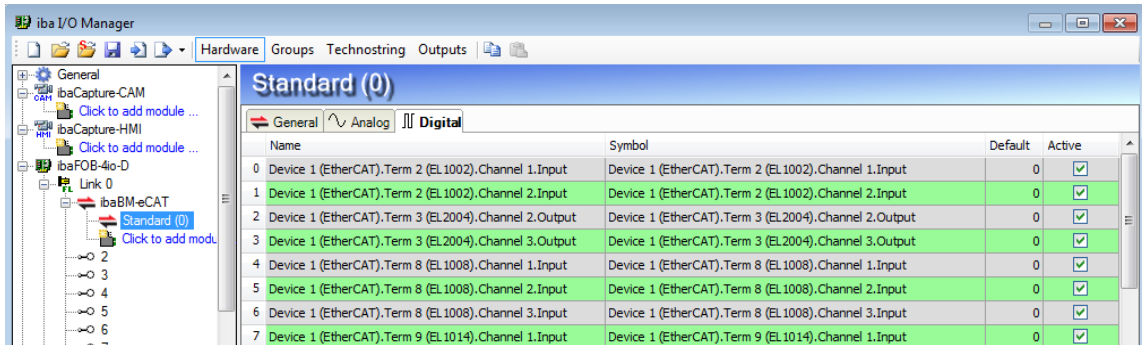 iba I/O Manager
Hardware Groups Technostring Outputs
General
ibaCapture-CAM
Click to add module ...
ibaCapture-HMI
Click to add module ...
ibaFOB-4io-D
Link 0
ibaBM-eCAT
Standard (0)
Click to add modu
2
3
4
5
6
Standard (0)
General Analog Digital
Name Symbol Default Active
0 Device 1 (EtherCAT).Term 2 (EL1002).Channel 1.Input Device 1 (EtherCAT).Term 2 (EL1002).Channel 1.Input 0
1 Device 1 (EtherCAT).Term 2 (EL1002).Channel 2.Input Device 1 (EtherCAT).Term 2 (EL1002).Channel 2.Input 0
2 Device 1 (EtherCAT).Term 3 (EL2004).Channel 2.Output Device 1 (EtherCAT).Term 3 (EL2004).Channel 2.Output 0
3 Device 1 (EtherCAT).Term 3 (EL2004).Channel 3.Output Device 1 (EtherCAT).Term 3 (EL2004).Channel 3.Output 0
4 Device 1 (EtherCAT).Term 8 (EL1008).Channel 1.Input Device 1 (EtherCAT).Term 8 (EL1008).Channel 1.Input 0
5 Device 1 (EtherCAT).Term 8 (EL1008).Channel 2.Input Device 1 (EtherCAT).Term 8 (EL1008).Channel 2.Input 0
6 Device 1 (EtherCAT).Term 8 (EL1008).Channel 3.Input Device 1 (EtherCAT).Term 8 (EL1008).Channel 3.Input 0
7 Device 1 (EtherCAT).Term 9 (EL1014).Channel 1.Input Device 1 (EtherCAT).Term 9 (EL1014).Channel 1.Input 0